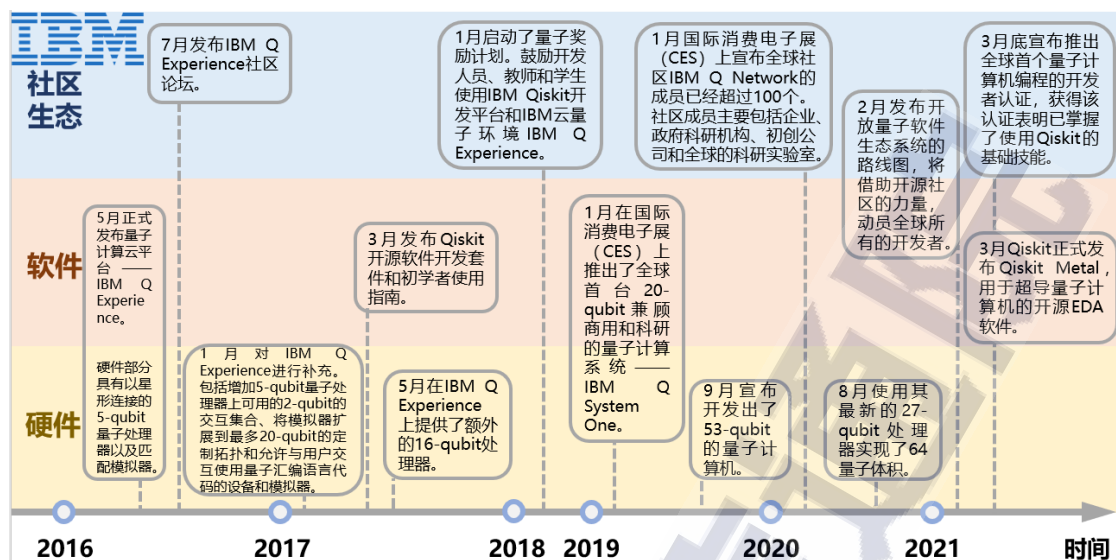 IBM
社区
生态
7月发布IBM Q
Experience社区
论坛。
1月启动了量子奖
励计划。鼓励开发
人员、教师和学生
使用IBM Qiskit开
发平台和IBM云量
子环境IBM Q
Experience。
1月国际消费电子展
（CES）上宣布全球社
区IBM Q Network的
成员已经超过100个。
社区成员主要包括企业、
政府科研机构、初创公
司和全球的科研实验室。
2月发布开
放量子软件
生态系统的
路线图，将
借助开源社
区的力量，
动员全球所
有的开发者。
3月底宣布推出
全球首个量子计
算机编程的开发
者认证，获得该
认证表明已掌握
了使用Qiskit的
基础技能。
软件
5月正式
发布量子
计算云平
台——
IBM Q
Experie
nce。
3月发布Qiskit
开源软件开发套
件和初学者使用
指南。
1月在国际
消费电子展
（CES）上
推出了全球
首台20-
qubit兼顾
商用和科研
的量子计算
系统——
IBM Q
System
One。
3月Qiskit正式发
布Qiskit Metal，
用于超导量子计
算机的开源EDA
软件。
硬件
硬件部分
具有以星
形连接的
5-qubit
量子处理
器以及匹
配模拟器。
1月对IBM Q
Experience进行补充。
包括增加5-qubit量子处
理器上可用的2-qubit的
交互集合、将模拟器扩
展到最多20-qubit的定
制拓扑和允许与用户交
互使用量子汇编语言代
码的设备和模拟器。
5月在IBM Q
Experience
上提供了额外
的16-qubit处
理器。
9月宣布
开发出了
53-qubit
的量子计
算机。
8月使用其
最新的27-
qubit处理
器实现了64
量子体积。
2016
2017
2018
2019
2020
2021
时间